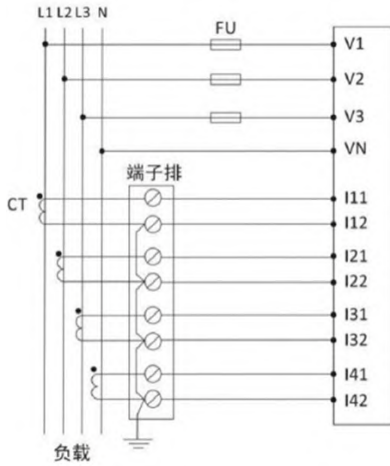 L1 L2 L3 N
FU
V1
V2
V3
VN
端子排
CT
I11
I12
I21
I22
I31
I32
I41
I42
负载